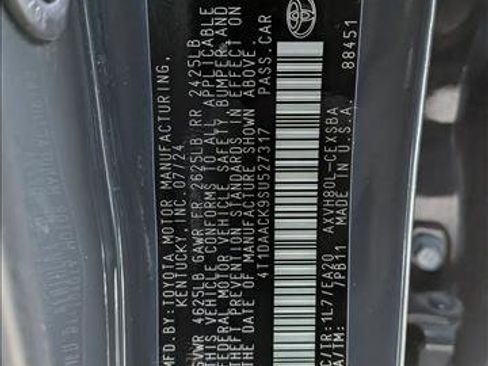 MFD.BY:TOYOTA MOTOR MANUFACTURING,
KENTUCKY, INC. 07/24
GVWR 4625LB GAWR FR 2625LB RR 2425LB
THIS VEHICLE CONFORMS TO ALL APPLICABLE
FEDERAL MOTOR VEHICLE SAFETY, BUMPER, AND
THEFT PREVENTION STANDARDS IN EFFECT ON
THE DATE OF MANUFACTURE SHOWN ABOVE.
4T1DAACK9SU527317 PASS.CAR
C/TR:1L7/EA20 AXVH80L-CEXSBA
A/TM: 7PB11 MADE IN U.S.A. 88451